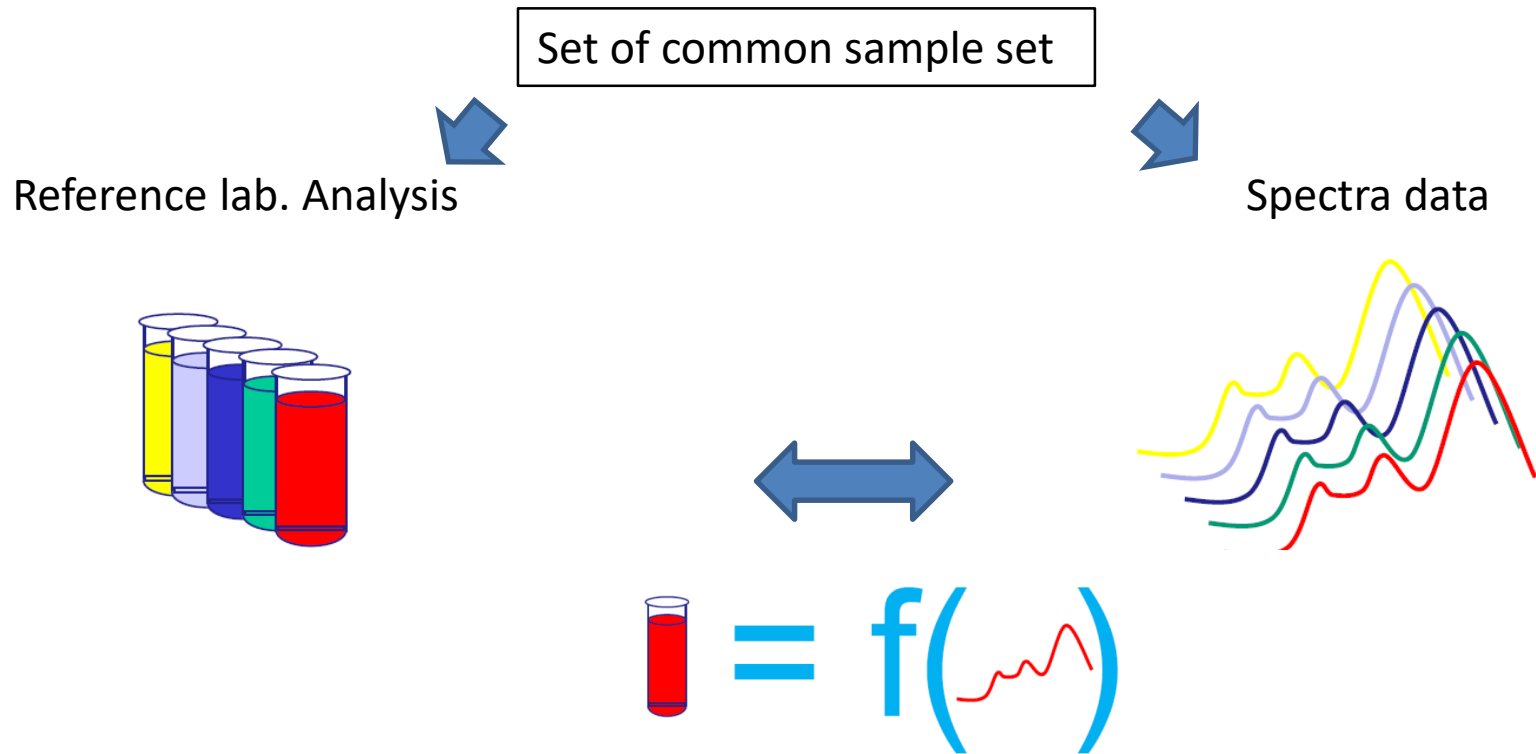 Set of common sample set
Reference lab. Analysis
Spectra data
= f( )